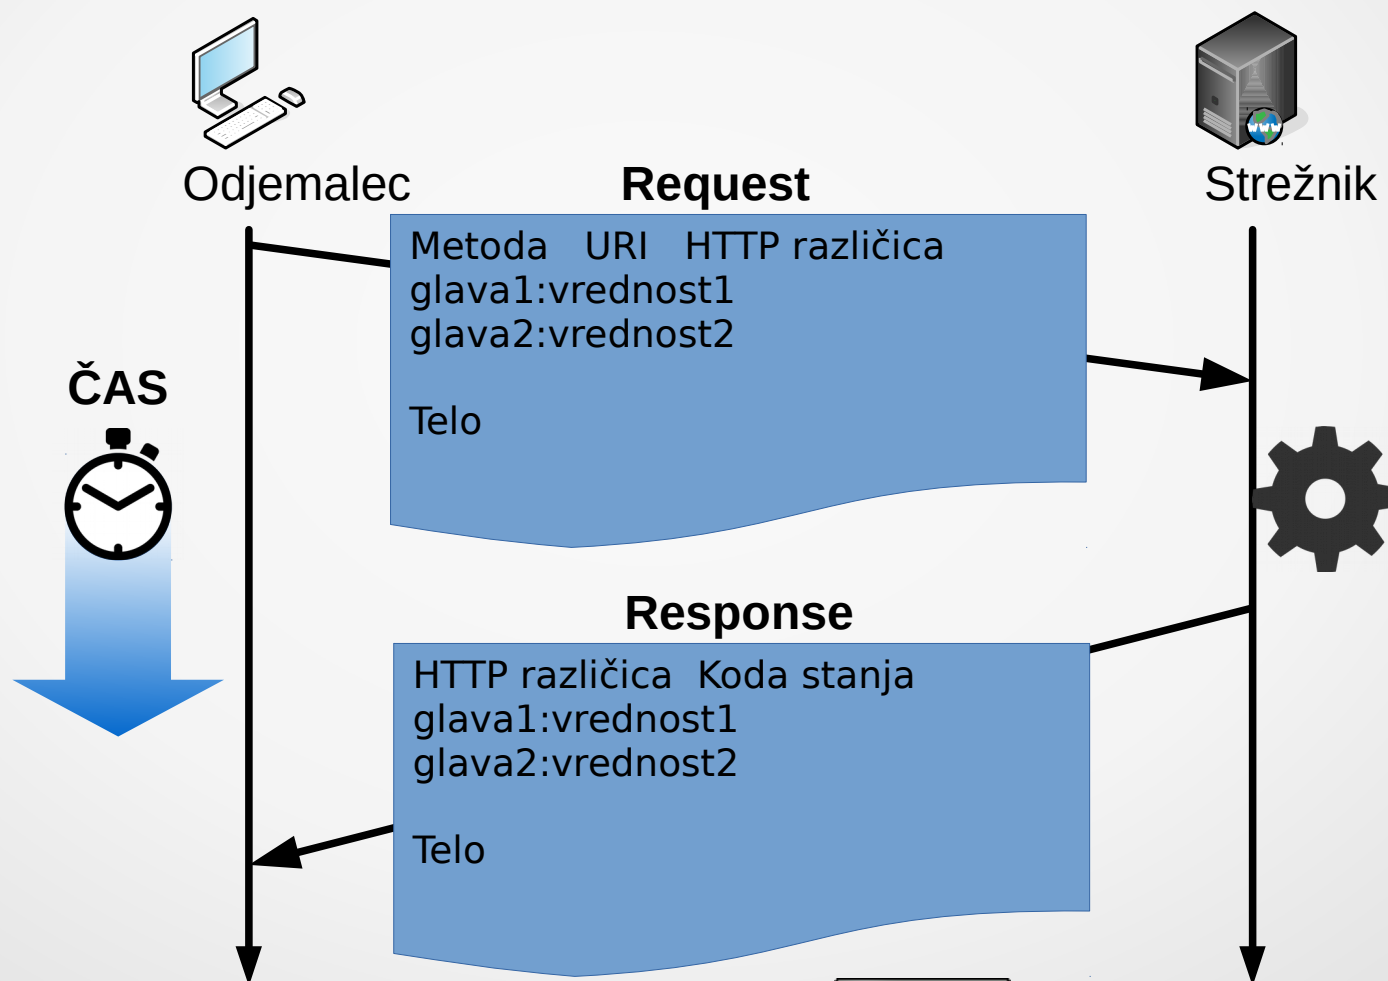 Odjemalec
Request
Strežnik
Metoda URI HTTP različica
glava1:vrednost1
glava2:vrednost2
Telo
ČAS
Response
HTTP različica Koda stanja
glava1:vrednost1
glava2:vrednost2
Telo